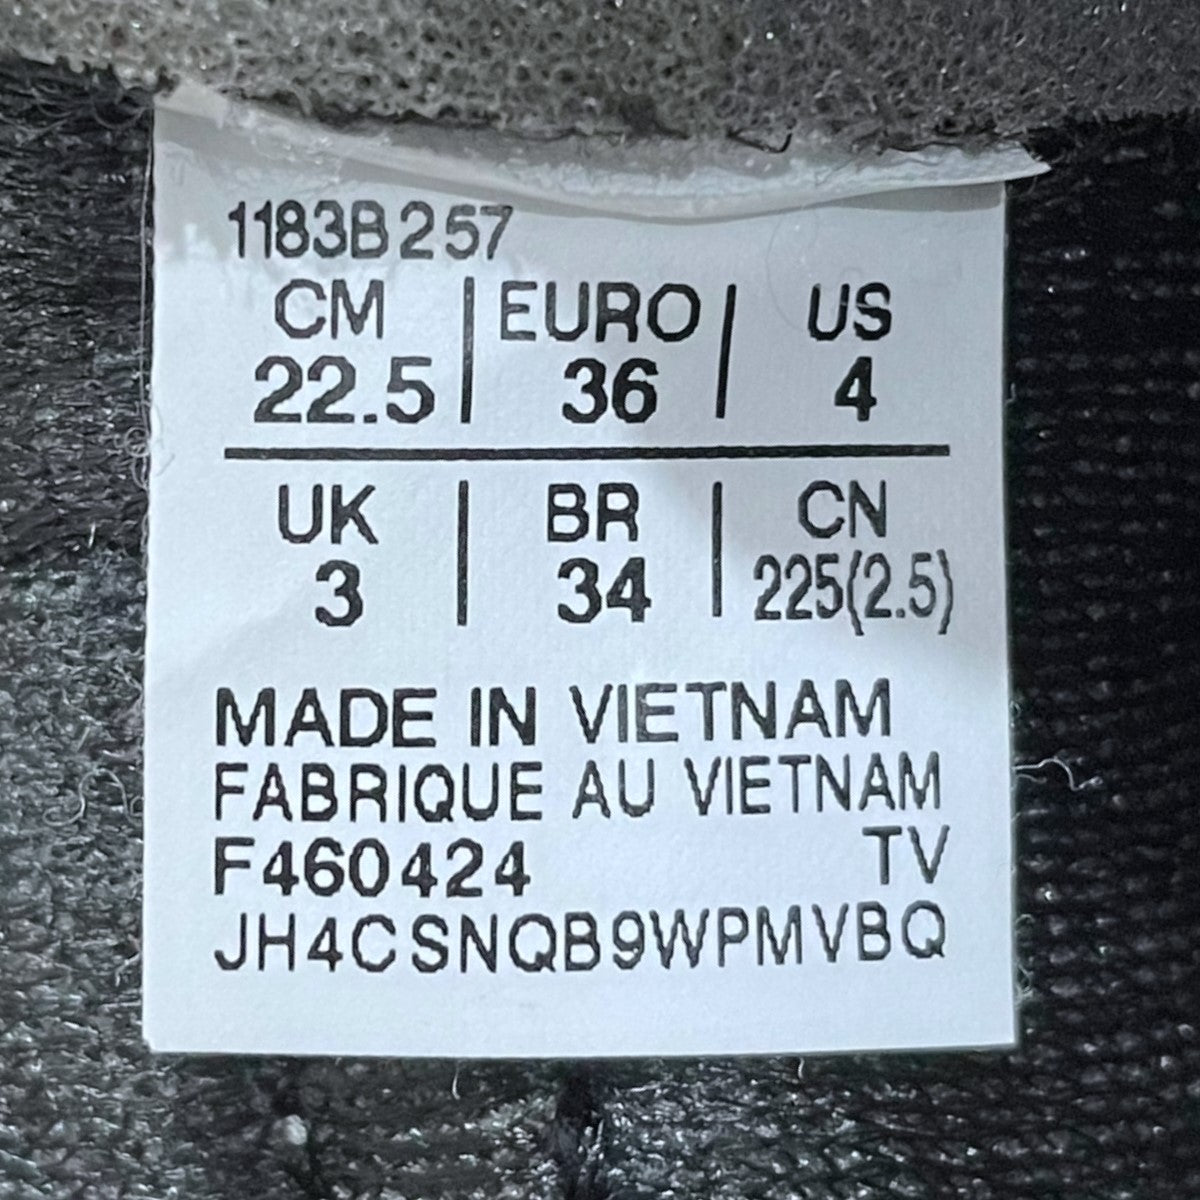 1183B257
CM | EURO | US
22.5 | 36 | 4
UK | BR | CN
3 | 34 | 225(2.5)
MADE IN VIETNAM
FABRIQUE AU VIETNAM
F460424 TV
JH4CSNQB9WPMVBQ